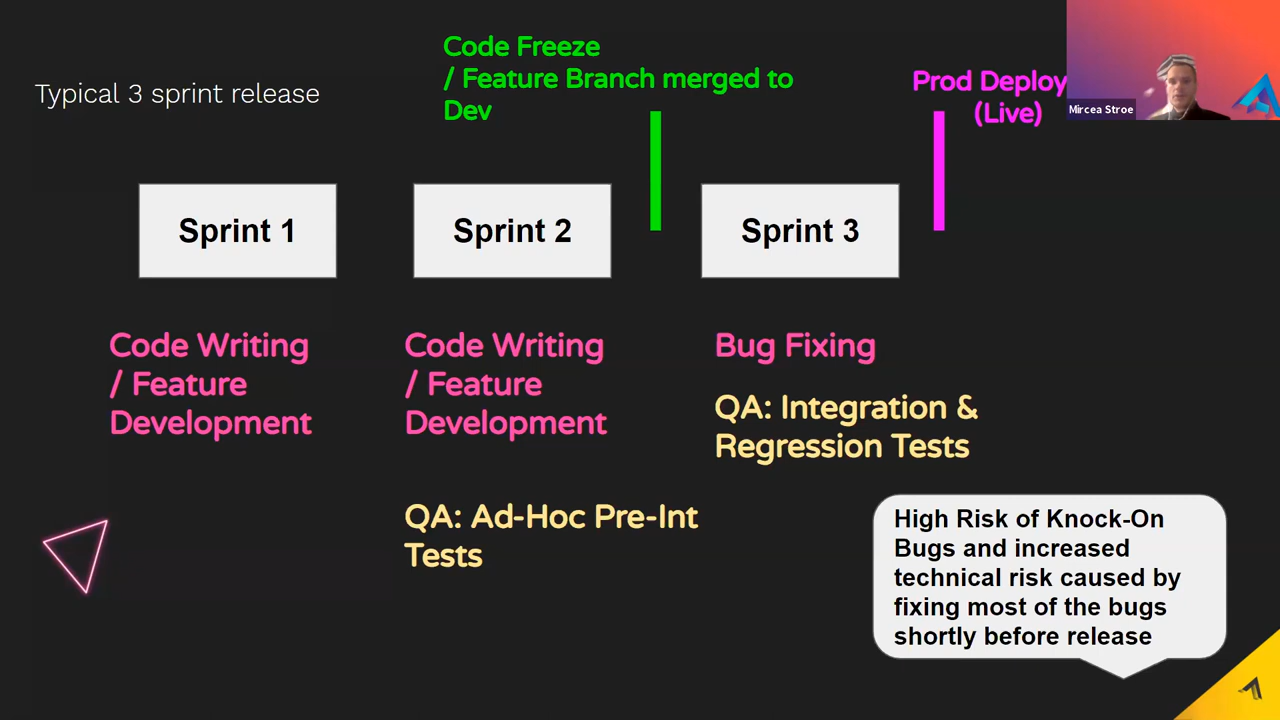 Typical 3 sprint release
Code Freeze
/ Feature Branch merged to
Dev
Prod Deploy
(Live)
Mircea Stroe
Sprint 1
Sprint 2
Sprint 3
Code Writing
/ Feature
Development
Code Writing
/ Feature
Development
QA: Ad-Hoc Pre-Int
Tests
Bug Fixing
QA: Integration &
Regression Tests
High Risk of Knock-On
Bugs and increased
technical risk caused by
fixing most of the bugs
shortly before release